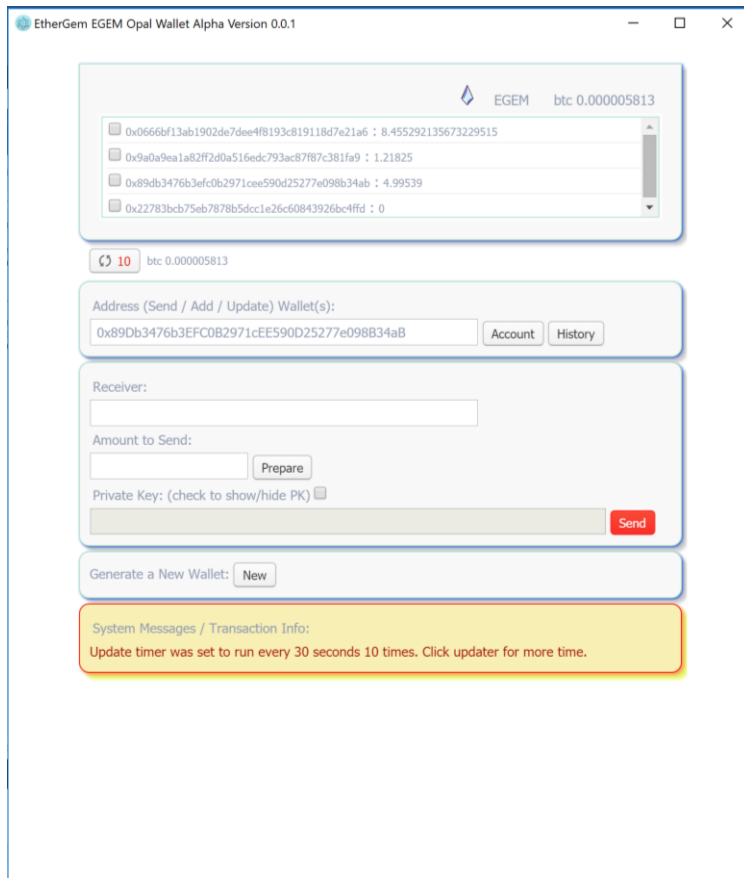 EtherGem EGEM Opal Wallet Alpha Version 0.0.1
EGEM btc 0.000005813
0x0666bf13ab1902de7dee4f8193c819118d7e21a6 : 8.455292135673229515
0x9a0a9ea1a82ff2d0a516edc793ac87f87c381fa9 : 1.21825
0x89db3476b3efc0b2971cee590d25277e098b34ab : 4.99539
0x22783bcb75eb7878b5dcc1e26c60843926bc4ffd : 0
10 btc 0.000005813
Address (Send / Add / Update) Wallet(s):
0x89Db3476b3EFC0B2971cEE590D25277e098B34aB Account History
Receiver:
Amount to Send:
Prepare
Private Key: (check to show/hide PK)
Send
Generate a New Wallet: New
System Messages / Transaction Info:
Update timer was set to run every 30 seconds 10 times. Click updater for more time.